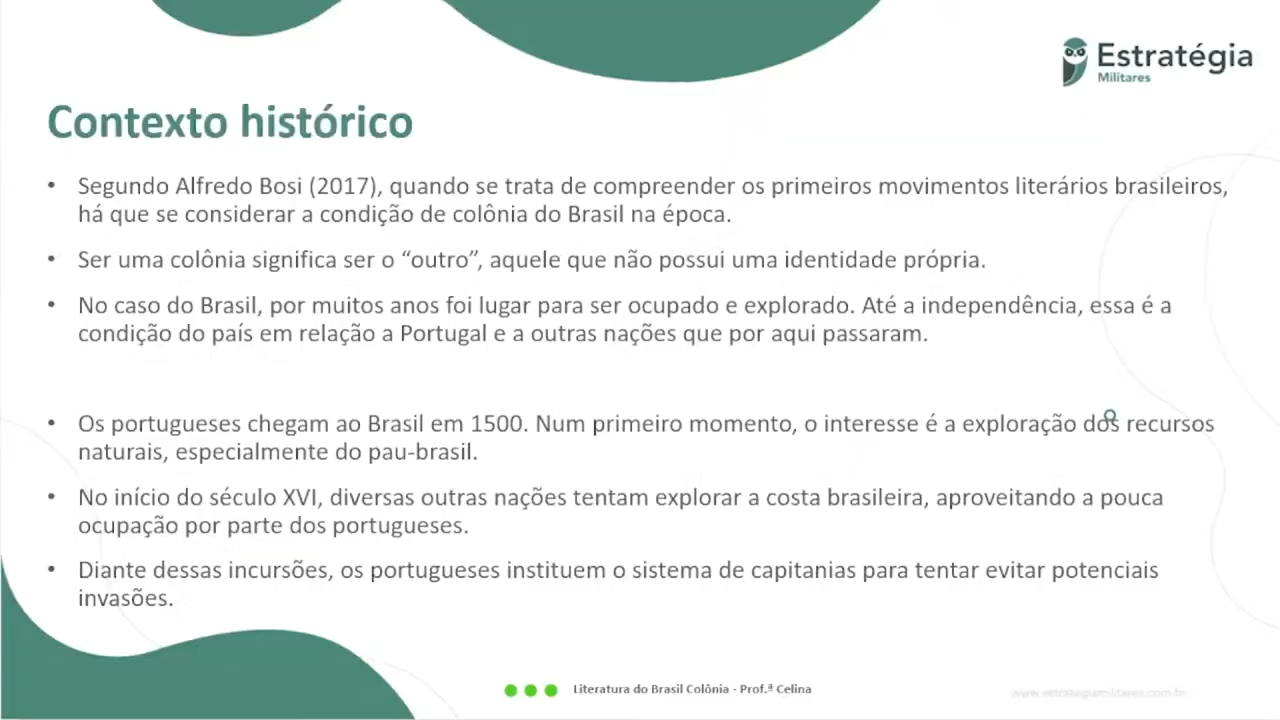 Estratégia
Militares
Contexto histórico
• Segundo Alfredo Bosi (2017), quando se trata de compreender os primeiros movimentos literários brasileiros,
há que se considerar a condição de colônia do Brasil na época.
• Ser uma colônia significa ser o “outro”, aquele que não possui uma identidade própria.
• No caso do Brasil, por muitos anos foi lugar para ser ocupado e explorado. Até a independência, essa é a
condição do país em relação a Portugal e a outras nações que por aqui passaram.
• Os portugueses chegam ao Brasil em 1500. Num primeiro momento, o interesse é a exploração dos recursos
naturais, especialmente do pau-brasil.
• No início do século XVI, diversas outras nações tentam explorar a costa brasileira, aproveitando a pouca
ocupação por parte dos portugueses.
• Diante dessas incursões, os portugueses instituem o sistema de capitanias para tentar evitar potenciais
invasões.
Literatura do Brasil Colônia - Prof.ª Celina
www.estrategiamilitares.com.br